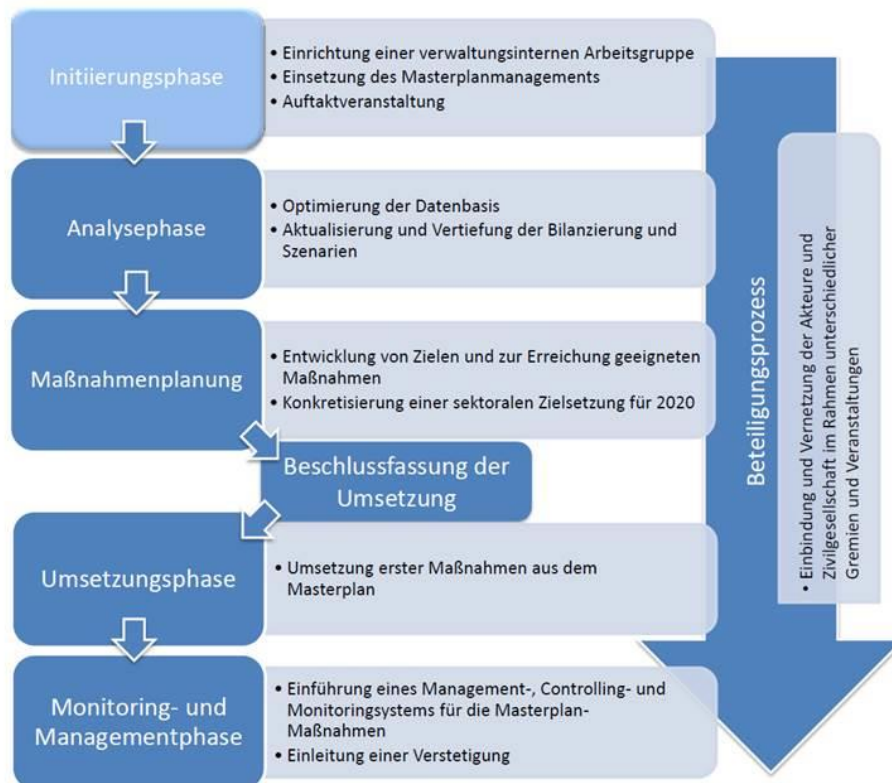 Initiierungsphase
• Einrichtung einer verwaltungsinternen Arbeitsgruppe
• Einsetzung des Masterplanmanagements
• Auftaktveranstaltung
Analysephase
• Optimierung der Datenbasis
• Aktualisierung und Vertiefung der Bilanzierung und
Szenarien
Maßnahmenplanung
• Entwicklung von Zielen und zur Erreichung geeigneten
Maßnahmen
• Konkretisierung einer sektoralen Zielsetzung für 2020
Beschlussfassung der
Umsetzung
Umsetzungsphase
• Umsetzung erster Maßnahmen aus dem
Masterplan
Monitoring- und
Managementphase
• Einführung eines Management-, Controlling- und
Monitoringsystems für die Masterplan-
Maßnahmen
• Einleitung einer Verstetigung
Beteiligungsprozess
• Einbindung und Vernetzung der Akteure und
Zivilgesellschaft im Rahmen unterschiedlicher
Gremien und Veranstaltungen